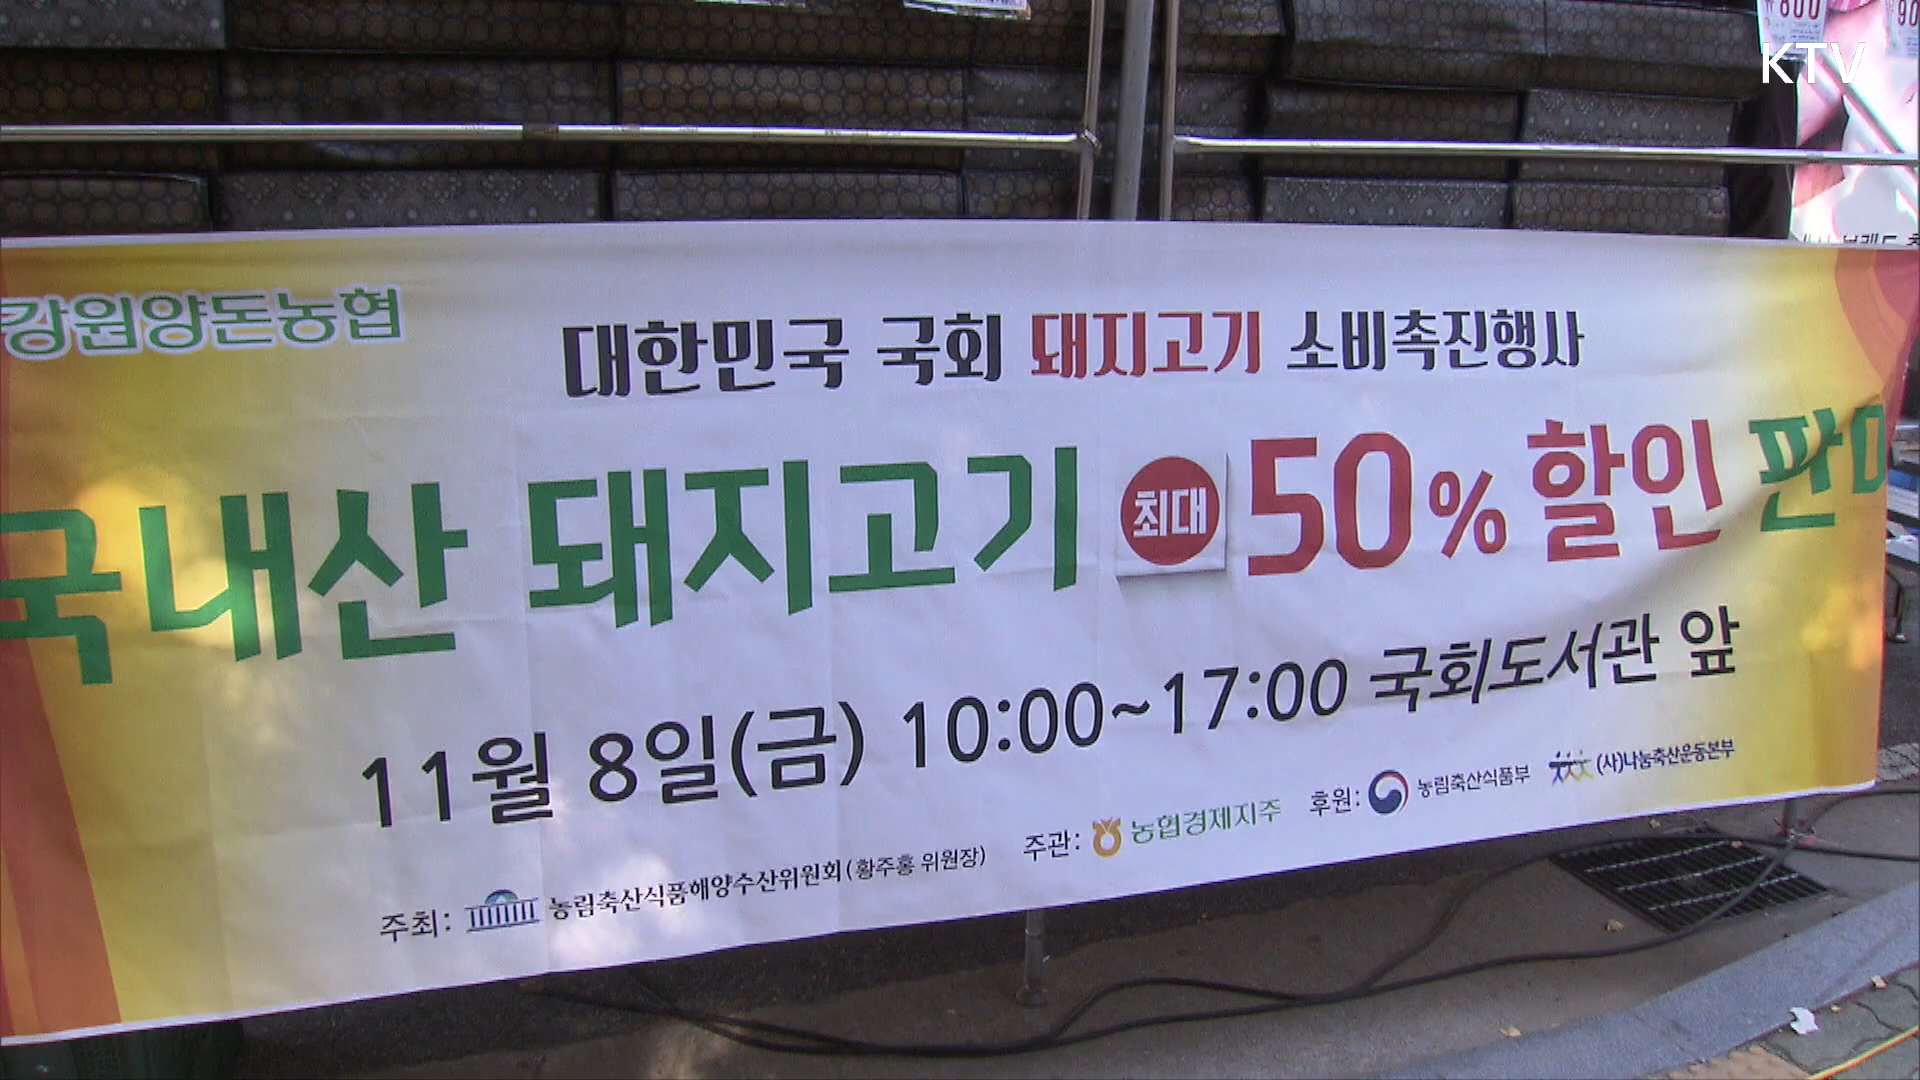 800
90
KTV
강원양돈농협
대한민국 국회 돼지고기 소비촉진행사
국내산 돼지고기 최대 50% 할인
11월 8일(금) 10:00~17:00 국회도서관 앞
주최: 농림축산식품해양수산위원회(황주홍 위원장) 주관: 농협경제지주 후원: 농림축산식품부 (사)나눔축산운동본부